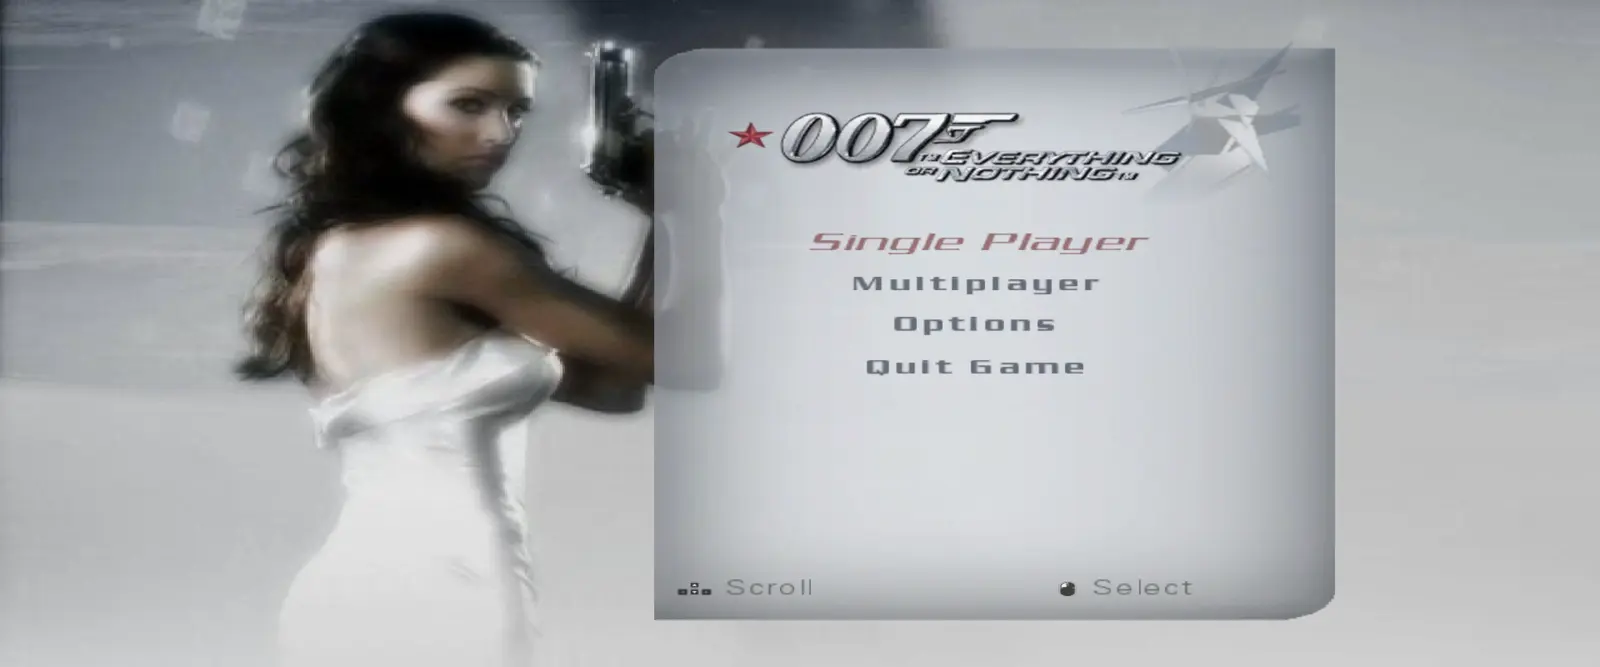 007
EVERYTHING
OR NOTHING
Single Player
Multiplayer
Options
Quit Game
Scroll
Select